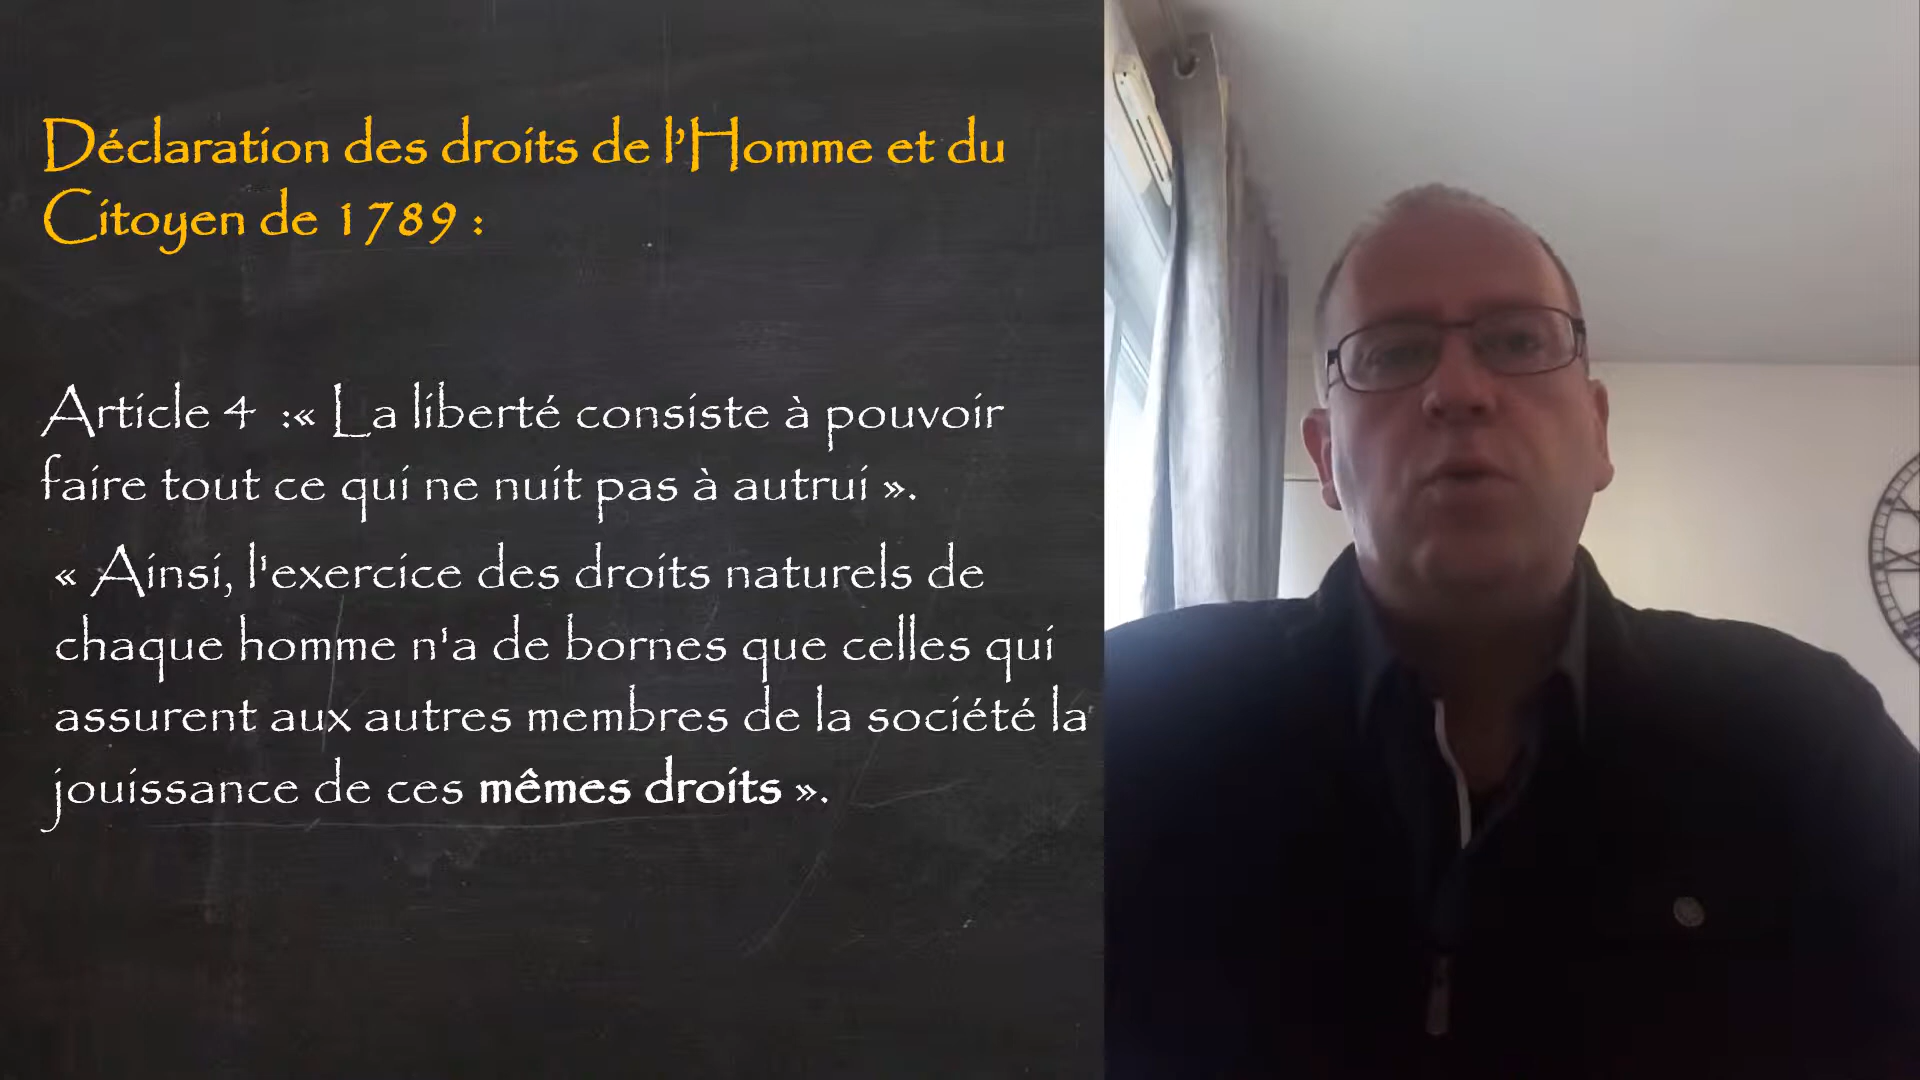 Déclaration des droits de l'Homme et du
Citoyen de 1789 :
Article 4 :« La liberté consiste à pouvoir
faire tout ce qui ne nuit pas à autrui ».
« Ainsi, l'exercice des droits naturels de
chaque homme n'a de bornes que celles qui
assurent aux autres membres de la société la
jouissance de ces mêmes droits ».